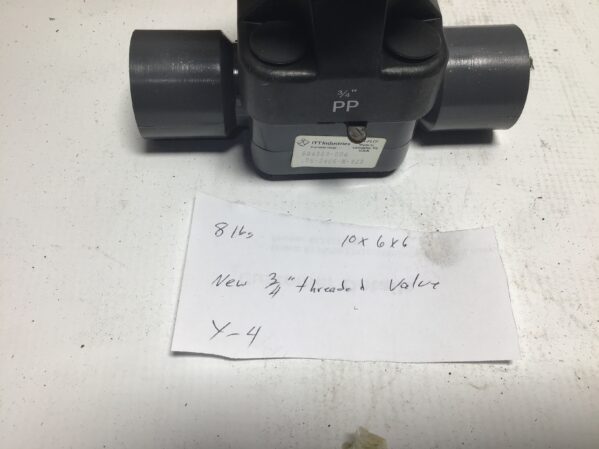 3/4"
PP
ITT Industries
8 lbs 10 x 6 x 6
New 3/4" threaded Valve
Y-4